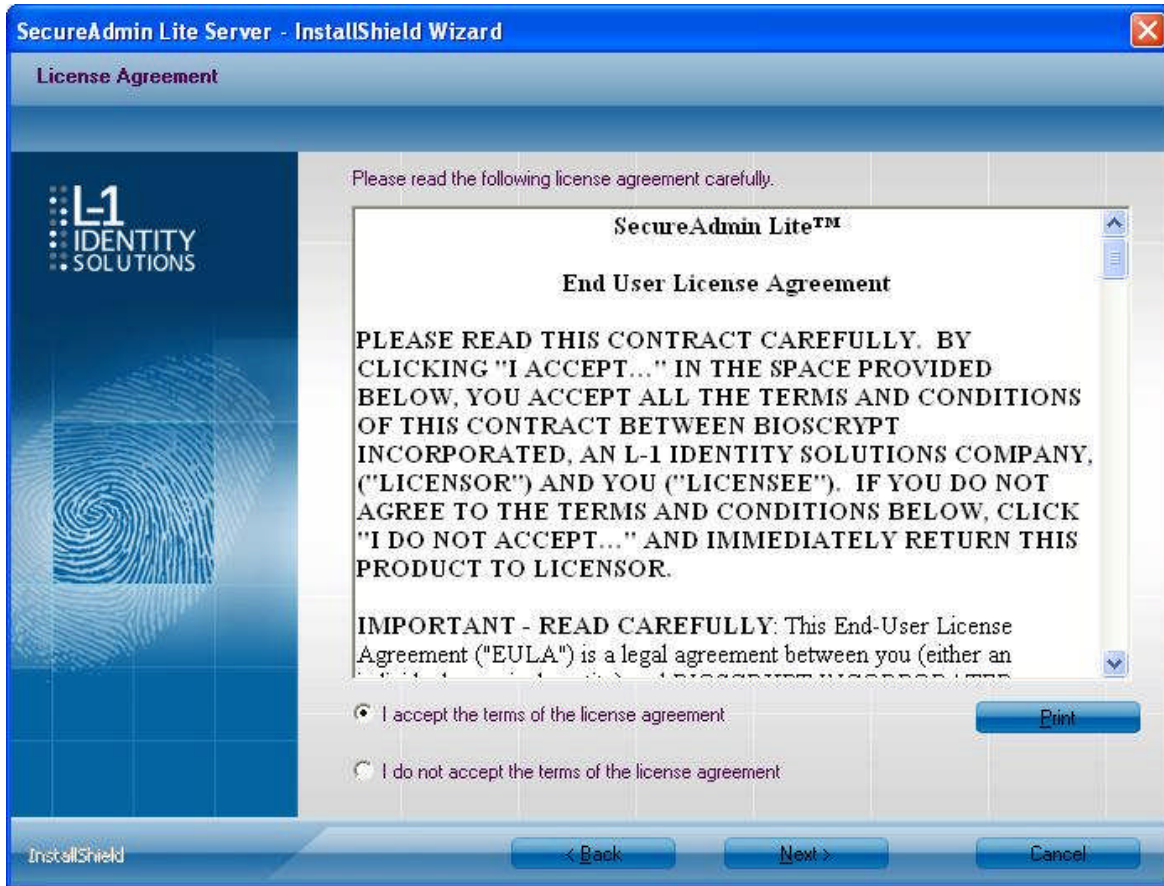 SecureAdmin Lite Server - InstallShield Wizard
License Agreement
L-1
IDENTITY
SOLUTIONS
Please read the following license agreement carefully.
SecureAdmin Lite™
End User License Agreement
PLEASE READ THIS CONTRACT CAREFULLY. BY
CLICKING "I ACCEPT..." IN THE SPACE PROVIDED
BELOW, YOU ACCEPT ALL THE TERMS AND CONDITIONS
OF THIS CONTRACT BETWEEN BIOSCRYPT
INCORPORATED, AN L-1 IDENTITY SOLUTIONS COMPANY,
("LICENSOR") AND YOU ("LICENSEE"). IF YOU DO NOT
AGREE TO THE TERMS AND CONDITIONS BELOW, CLICK
"I DO NOT ACCEPT..." AND IMMEDIATELY RETURN THIS
PRODUCT TO LICENSOR.
IMPORTANT - READ CAREFULLY: This End-User License
Agreement ("EULA") is a legal agreement between you (either an
I accept the terms of the license agreement
Print
I do not accept the terms of the license agreement
InstallShield
< Back
Next >
Cancel